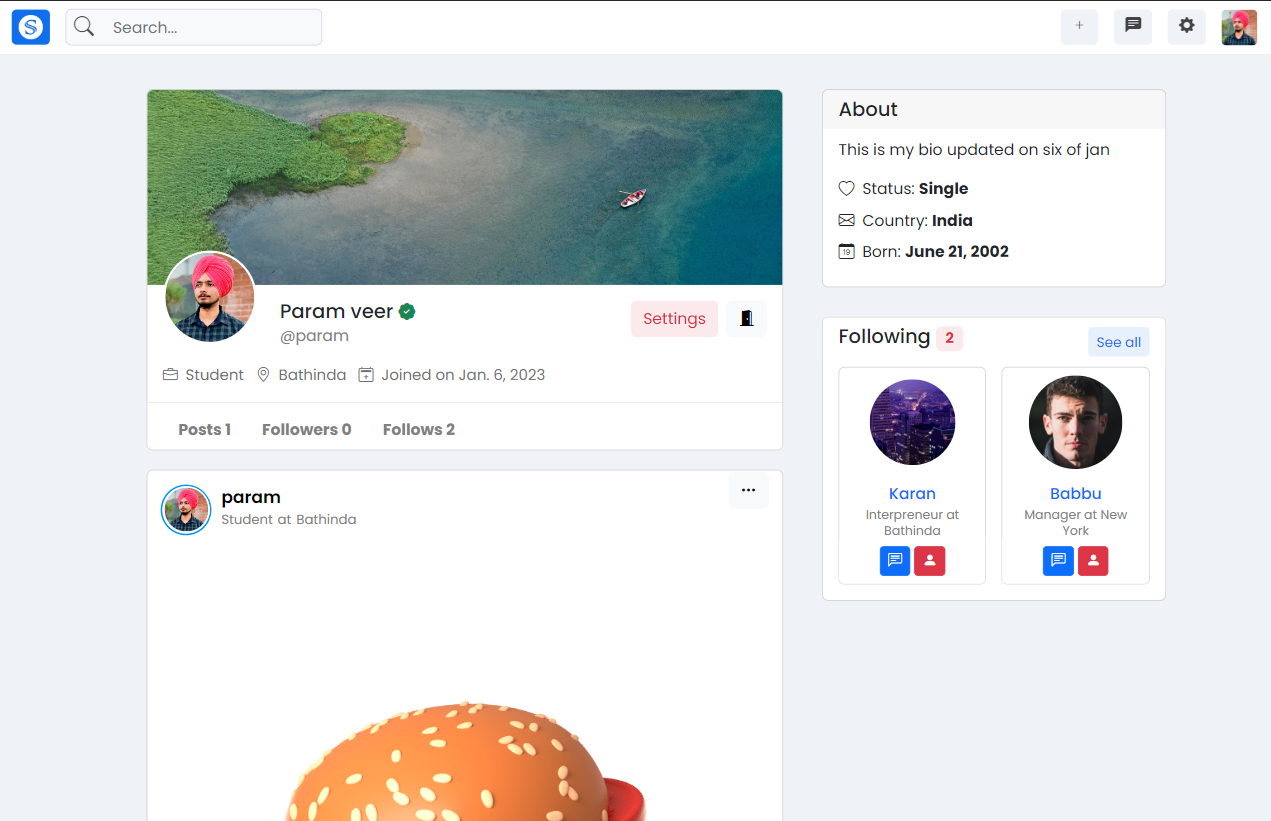 S
Search...
+
Param veer
@param
Settings
Student Bathinda Joined on Jan. 6, 2023
Posts 1 Followers 0 Follows 2
param
Student at Bathinda
...
About
This is my bio updated on six of jan
Status: Single
Country: India
19 Born: June 21, 2002
Following 2
See all
Karan
Interpreneur at
Bathinda
Babbu
Manager at New
York